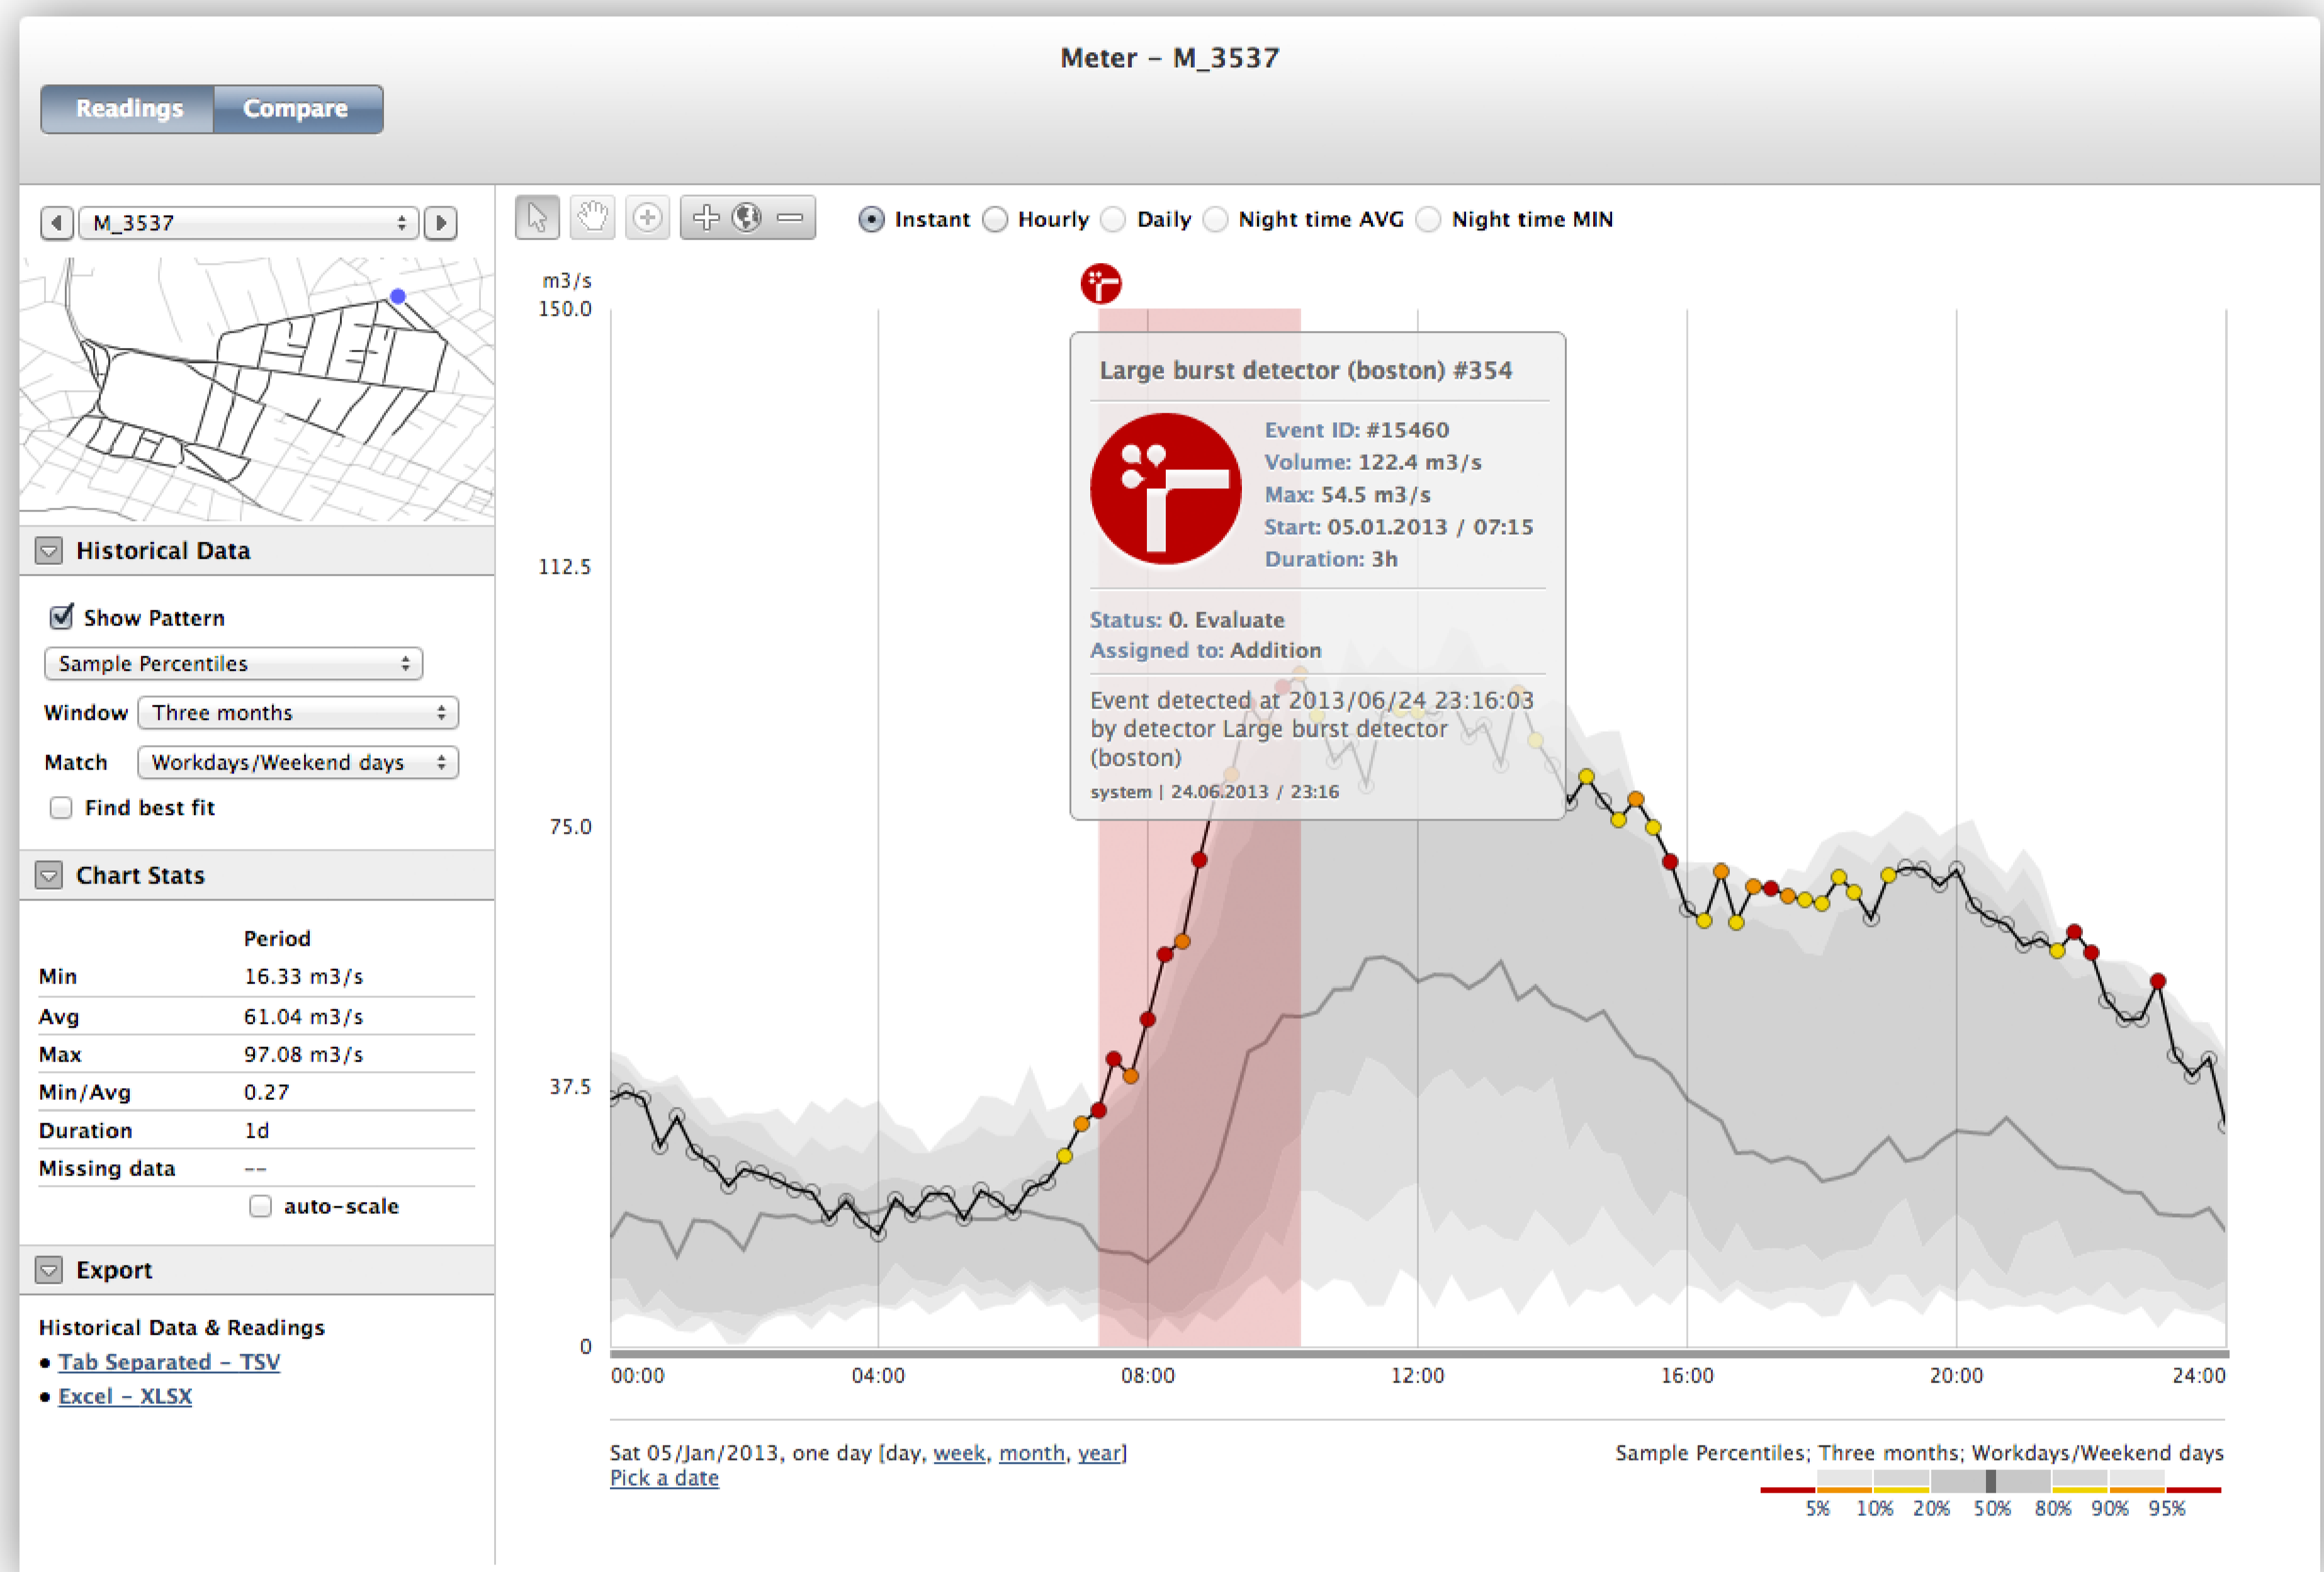 Meter – M_3537
Readings Compare
M_3537
Instant Hourly Daily Night time AVG Night time MIN
Historical Data
Show Pattern
Sample Percentiles
Window Three months
Match Workdays/Weekend days
Find best fit
Chart Stats
Period
Min 16.33 m3/s
Avg 61.04 m3/s
Max 97.08 m3/s
Min/Avg 0.27
Duration 1d
Missing data --
auto-scale
Export
Historical Data & Readings
• Tab Separated – TSV
• Excel – XLSX
m3/s
150.0
112.5
75.0
37.5
0
Large burst detector (boston) #354
Event ID: #15460
Volume: 122.4 m3/s
Max: 54.5 m3/s
Start: 05.01.2013 / 07:15
Duration: 3h
Status: 0. Evaluate
Assigned to: Addition
Event detected at 2013/06/24 23:16:03
by detector Large burst detector
(boston)
system | 24.06.2013 / 23:16
00:00 04:00 08:00 12:00 16:00 20:00 24:00
Sat 05/Jan/2013, one day [day, week, month, year]
Pick a date
Sample Percentiles; Three months; Workdays/Weekend days
5% 10% 20% 50% 80% 90% 95%